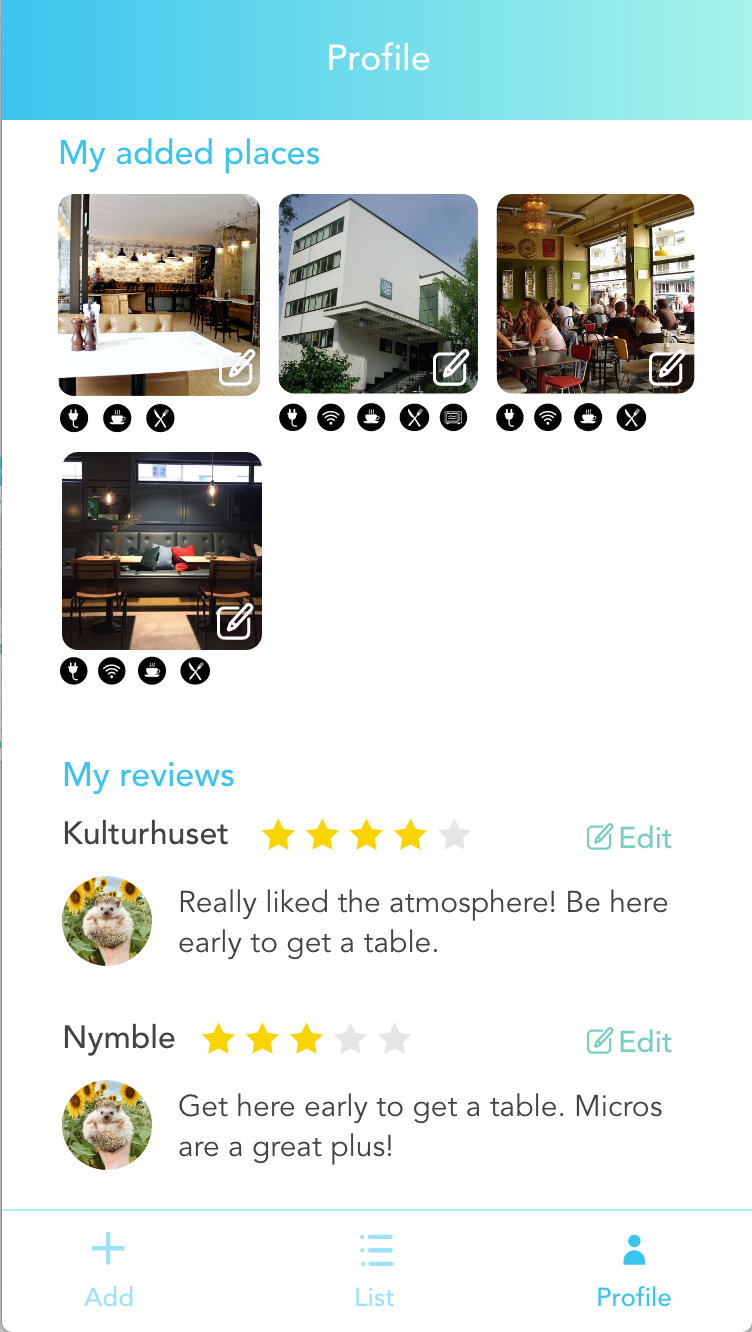 Profile
My added places
My reviews
Kulturhuset
Edit
Really liked the atmosphere! Be here
early to get a table.
Nymble
Edit
Get here early to get a table. Micros
are a great plus!
Add
List
Profile